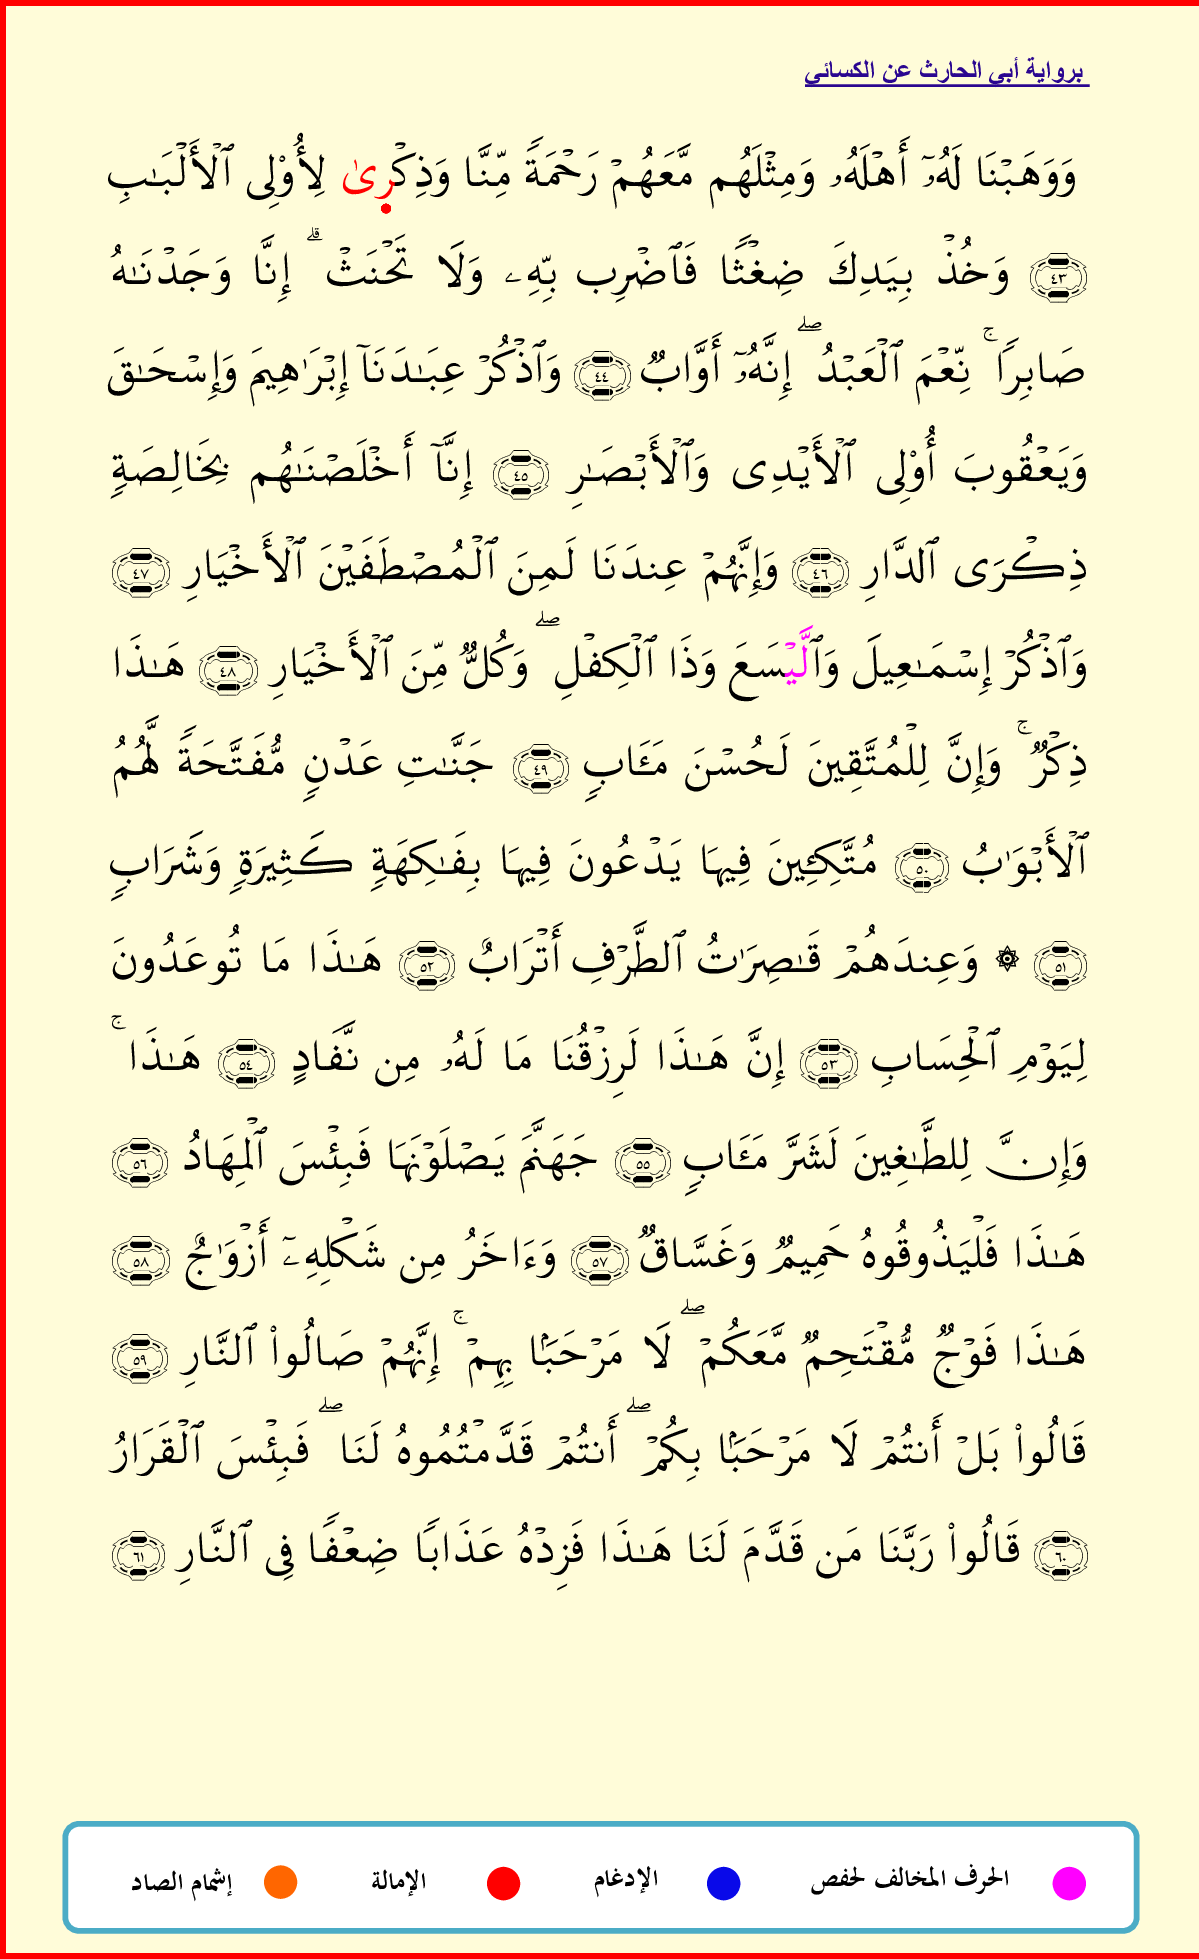 برواية أبي الحارث عن الكسائي
وَوَهَبۡنَا لَهُۥٓ أَهۡلَهُۥ وَمِثۡلَهُم مَّعَهُمۡ رَحۡمَةٗ مِّنَّا وَذِكۡرِىٰ لِأُوْلِى ٱلۡأَلۡبَٰبِ
٤٣ وَخُذۡ بِيَدِكَ ضِغۡثٗا فَٱضۡرِب بِّهِۦ وَلَا تَحۡنَثۡۗ إِنَّا وَجَدۡنَٰهُ
صَابِرٗاۚ نِّعۡمَ ٱلۡعَبۡدُۖ إِنَّهُۥٓ أَوَّابٞ ٤٤ وَٱذۡكُرۡ عِبَٰدَنَآ إِبۡرَٰهِيمَ وَإِسۡحَٰقَ
وَيَعۡقُوبَ أُوْلِى ٱلۡأَيۡدِى وَٱلۡأَبۡصَٰرِ ٤٥ إِنَّآ أَخۡلَصۡنَٰهُم بِخَالِصَةٖ
ذِكۡرَى ٱلدَّارِ ٤٦ وَإِنَّهُمۡ عِندَنَا لَمِنَ ٱلۡمُصۡطَفَيۡنَ ٱلۡأَخۡيَارِ ٤٧
وَٱذۡكُرۡ إِسۡمَٰعِيلَ وَٱلَّيۡسَعَ وَذَا ٱلۡكِفۡلِۖ وَكُلّٞ مِّنَ ٱلۡأَخۡيَارِ ٤٨ هَٰذَا
ذِكۡرٞۚ وَإِنَّ لِلۡمُتَّقِينَ لَحُسۡنَ مَـَٔابٖ ٤٩ جَنَّٰتِ عَدۡنٖ مُّفَتَّحَةٗ لَّهُمُ
ٱلۡأَبۡوَٰبُ ٥٠ مُتَّكِـِٔينَ فِيهَا يَدۡعُونَ فِيهَا بِفَٰكِهَةٖ كَثِيرَةٖ وَشَرَابٖ
٥١ ۞ وَعِندَهُمۡ قَٰصِرَٰتُ ٱلطَّرۡفِ أَتۡرَابٌ ٥٢ هَٰذَا مَا تُوعَدُونَ
لِيَوۡمِ ٱلۡحِسَابِ ٥٣ إِنَّ هَٰذَا لَرِزۡقُنَا مَا لَهُۥ مِن نَّفَادٍ ٥٤ هَٰذَاۚ
وَإِنَّ لِلطَّٰغِينَ لَشَرَّ مَـَٔابٖ ٥٥ جَهَنَّمَ يَصۡلَوۡنَهَا فَبِئۡسَ ٱلۡمِهَادُ ٥٦
هَٰذَا فَلۡيَذُوقُوهُ حَمِيمٞ وَغَسَّاقٞ ٥٧ وَءَاخَرُ مِن شَكۡلِهِۦٓ أَزۡوَٰجٌ ٥٨
هَٰذَا فَوۡجٞ مُّقۡتَحِمٞ مَّعَكُمۡۖ لَا مَرۡحَبَۢا بِهِمۡۚ إِنَّهُمۡ صَالُواْ ٱلنَّارِ ٥٩
قَالُواْ بَلۡ أَنتُمۡ لَا مَرۡحَبَۢا بِكُمۡۖ أَنتُمۡ قَدَّمۡتُمُوهُ لَنَاۖ فَبِئۡسَ ٱلۡقَرَارُ
٦٠ قَالُواْ رَبَّنَا مَن قَدَّمَ لَنَا هَٰذَا فَزِدۡهُ عَذَابٗا ضِعۡفٗا فِى ٱلنَّارِ ٦١
الحرف المخالف لحفص الإدغام الإمالة إشمام الصاد